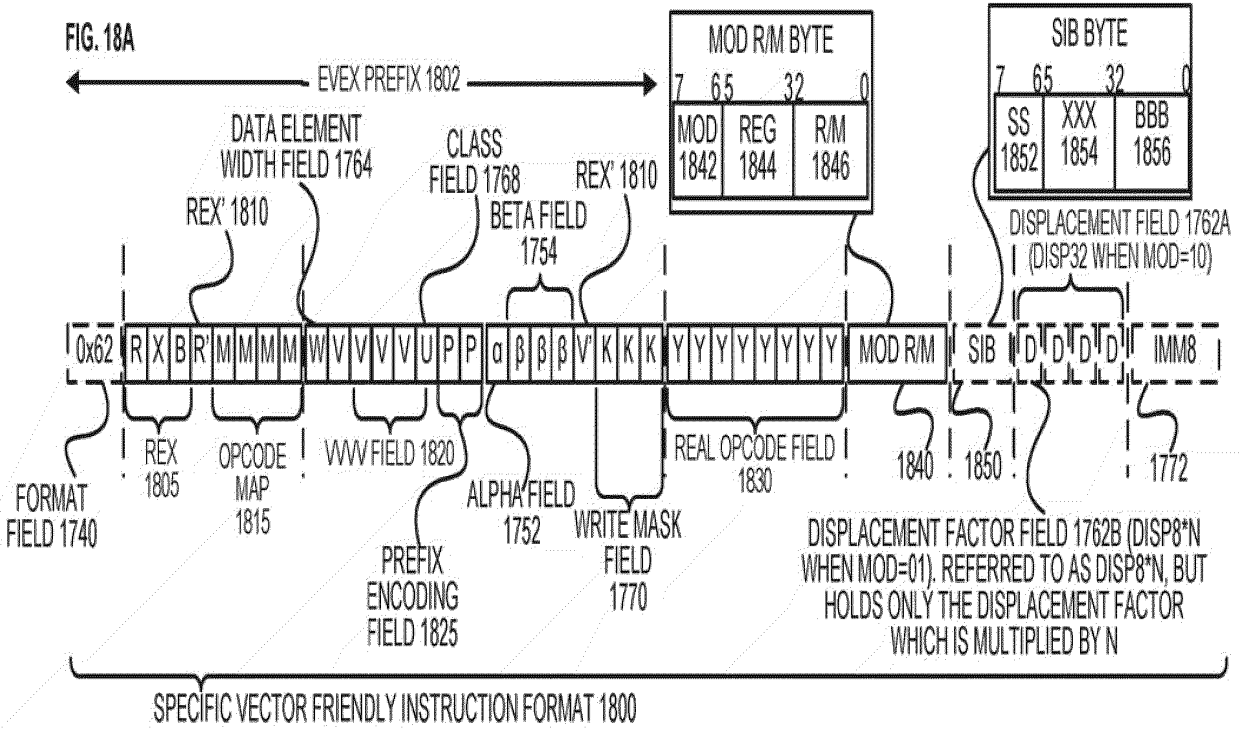 FIG. 18A
EVEX PREFIX 1802
MOD R/M BYTE
7 6 5 3 2 0
MOD 1842
REG 1844
R/M 1846
SIB BYTE
7 6 5 3 2 0
SS 1852
XXX 1854
BBB 1856
DATA ELEMENT
WIDTH FIELD 1764
CLASS
FIELD 1768
REX' 1810
BETA FIELD
1754
REX' 1810
DISPLACEMENT FIELD 1762A
(DISP32 WHEN MOD=10)
0x62 R X B R' M M M M W V V V V U P P α β β β V' K K K Y Y Y Y Y Y Y Y MOD R/M SIB D D D D IMM8
REX
1805
OPCODE
MAP
1815
VVVV FIELD 1820
REAL OPCODE FIELD
1830
1840
1850
1772
FORMAT
FIELD 1740
ALPHA FIELD
1752
WRITE MASK
FIELD
1770
PREFIX
ENCODING
FIELD 1825
DISPLACEMENT FACTOR FIELD 1762B (DISP8*N
WHEN MOD=01). REFERRED TO AS DISP8*N, BUT
HOLDS ONLY THE DISPLACEMENT FACTOR
WHICH IS MULTIPLIED BY N
SPECIFIC VECTOR FRIENDLY INSTRUCTION FORMAT 1800